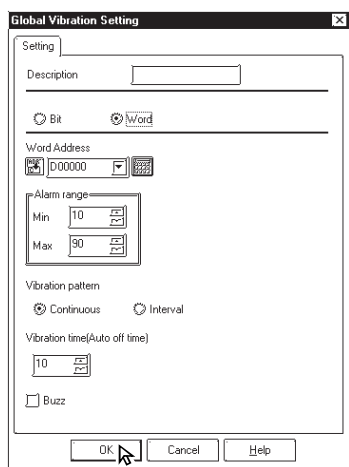 Global Vibration Setting
Setting
Description
Bit Word
Word Address
D00000
Alarm range
Min 10
Max 90
Vibration pattern
Continuous Interval
Vibration time(Auto off time)
10
Buzz
OK Cancel Help